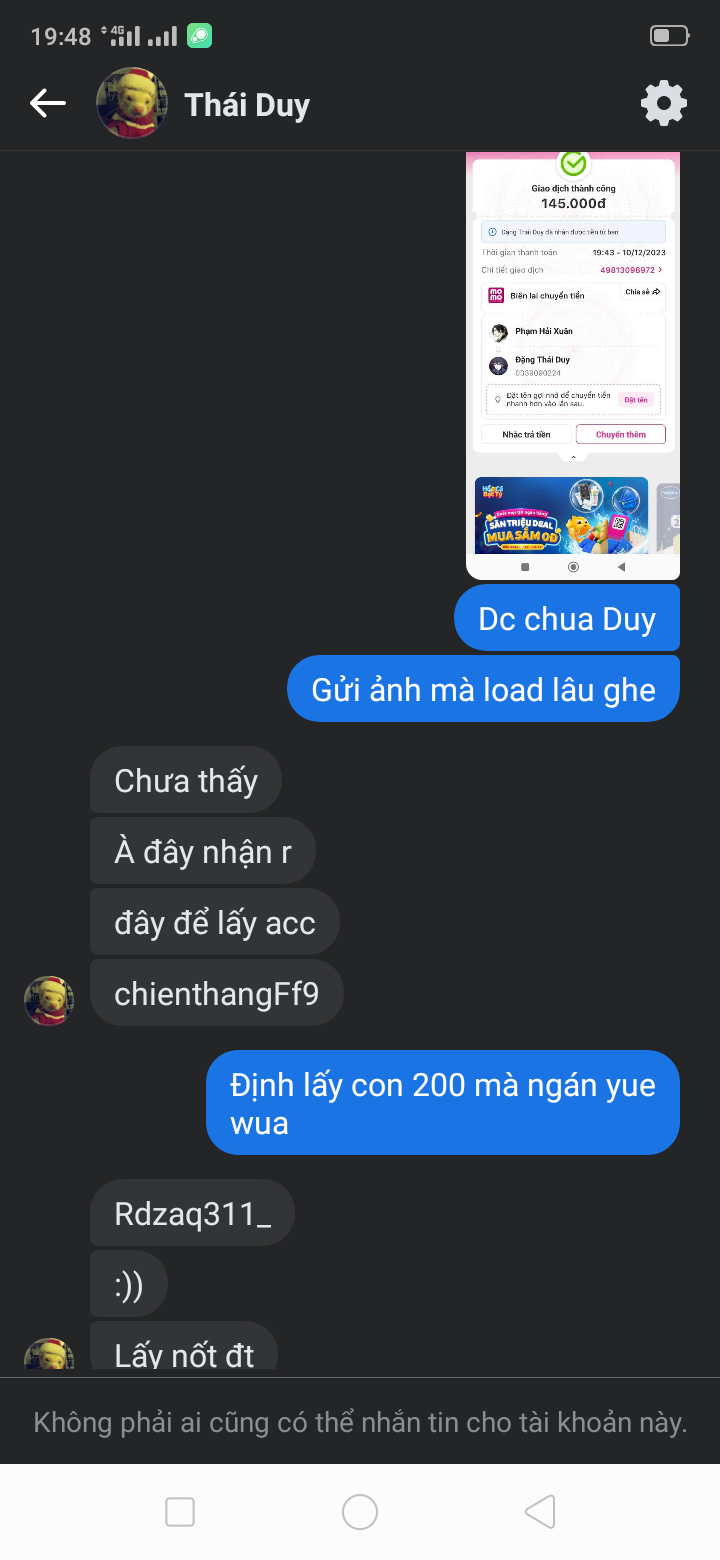 19:48
4G
Thái Duy
Giao dịch thành công
145.000đ
Đặng Thái Duy đã nhận được tiền từ bạn
Thời gian thanh toán 19:43 - 10/12/2023
Chi tiết giao dịch 49813098972
mo mo Biên lai chuyển tiền Chia sẻ
Phạm Hải Xuân
Đặng Thái Duy
0339090224
Đặt tên gợi nhớ để chuyển tiền
nhanh hơn vào lần sau.
Đặt tên
Nhắc trả tiền Chuyển thêm
SĂN TRIỆU DEAL
MUA SẮM 0Đ
Dc chua Duy
Gửi ảnh mà load lâu ghe
Chưa thấy
À đây nhận r
đây để lấy acc
chienthangFf9
Định lấy con 200 mà ngán yue
wua
Rdzaq311_
:))
Lấy nốt đt
Không phải ai cũng có thể nhắn tin cho tài khoản này.